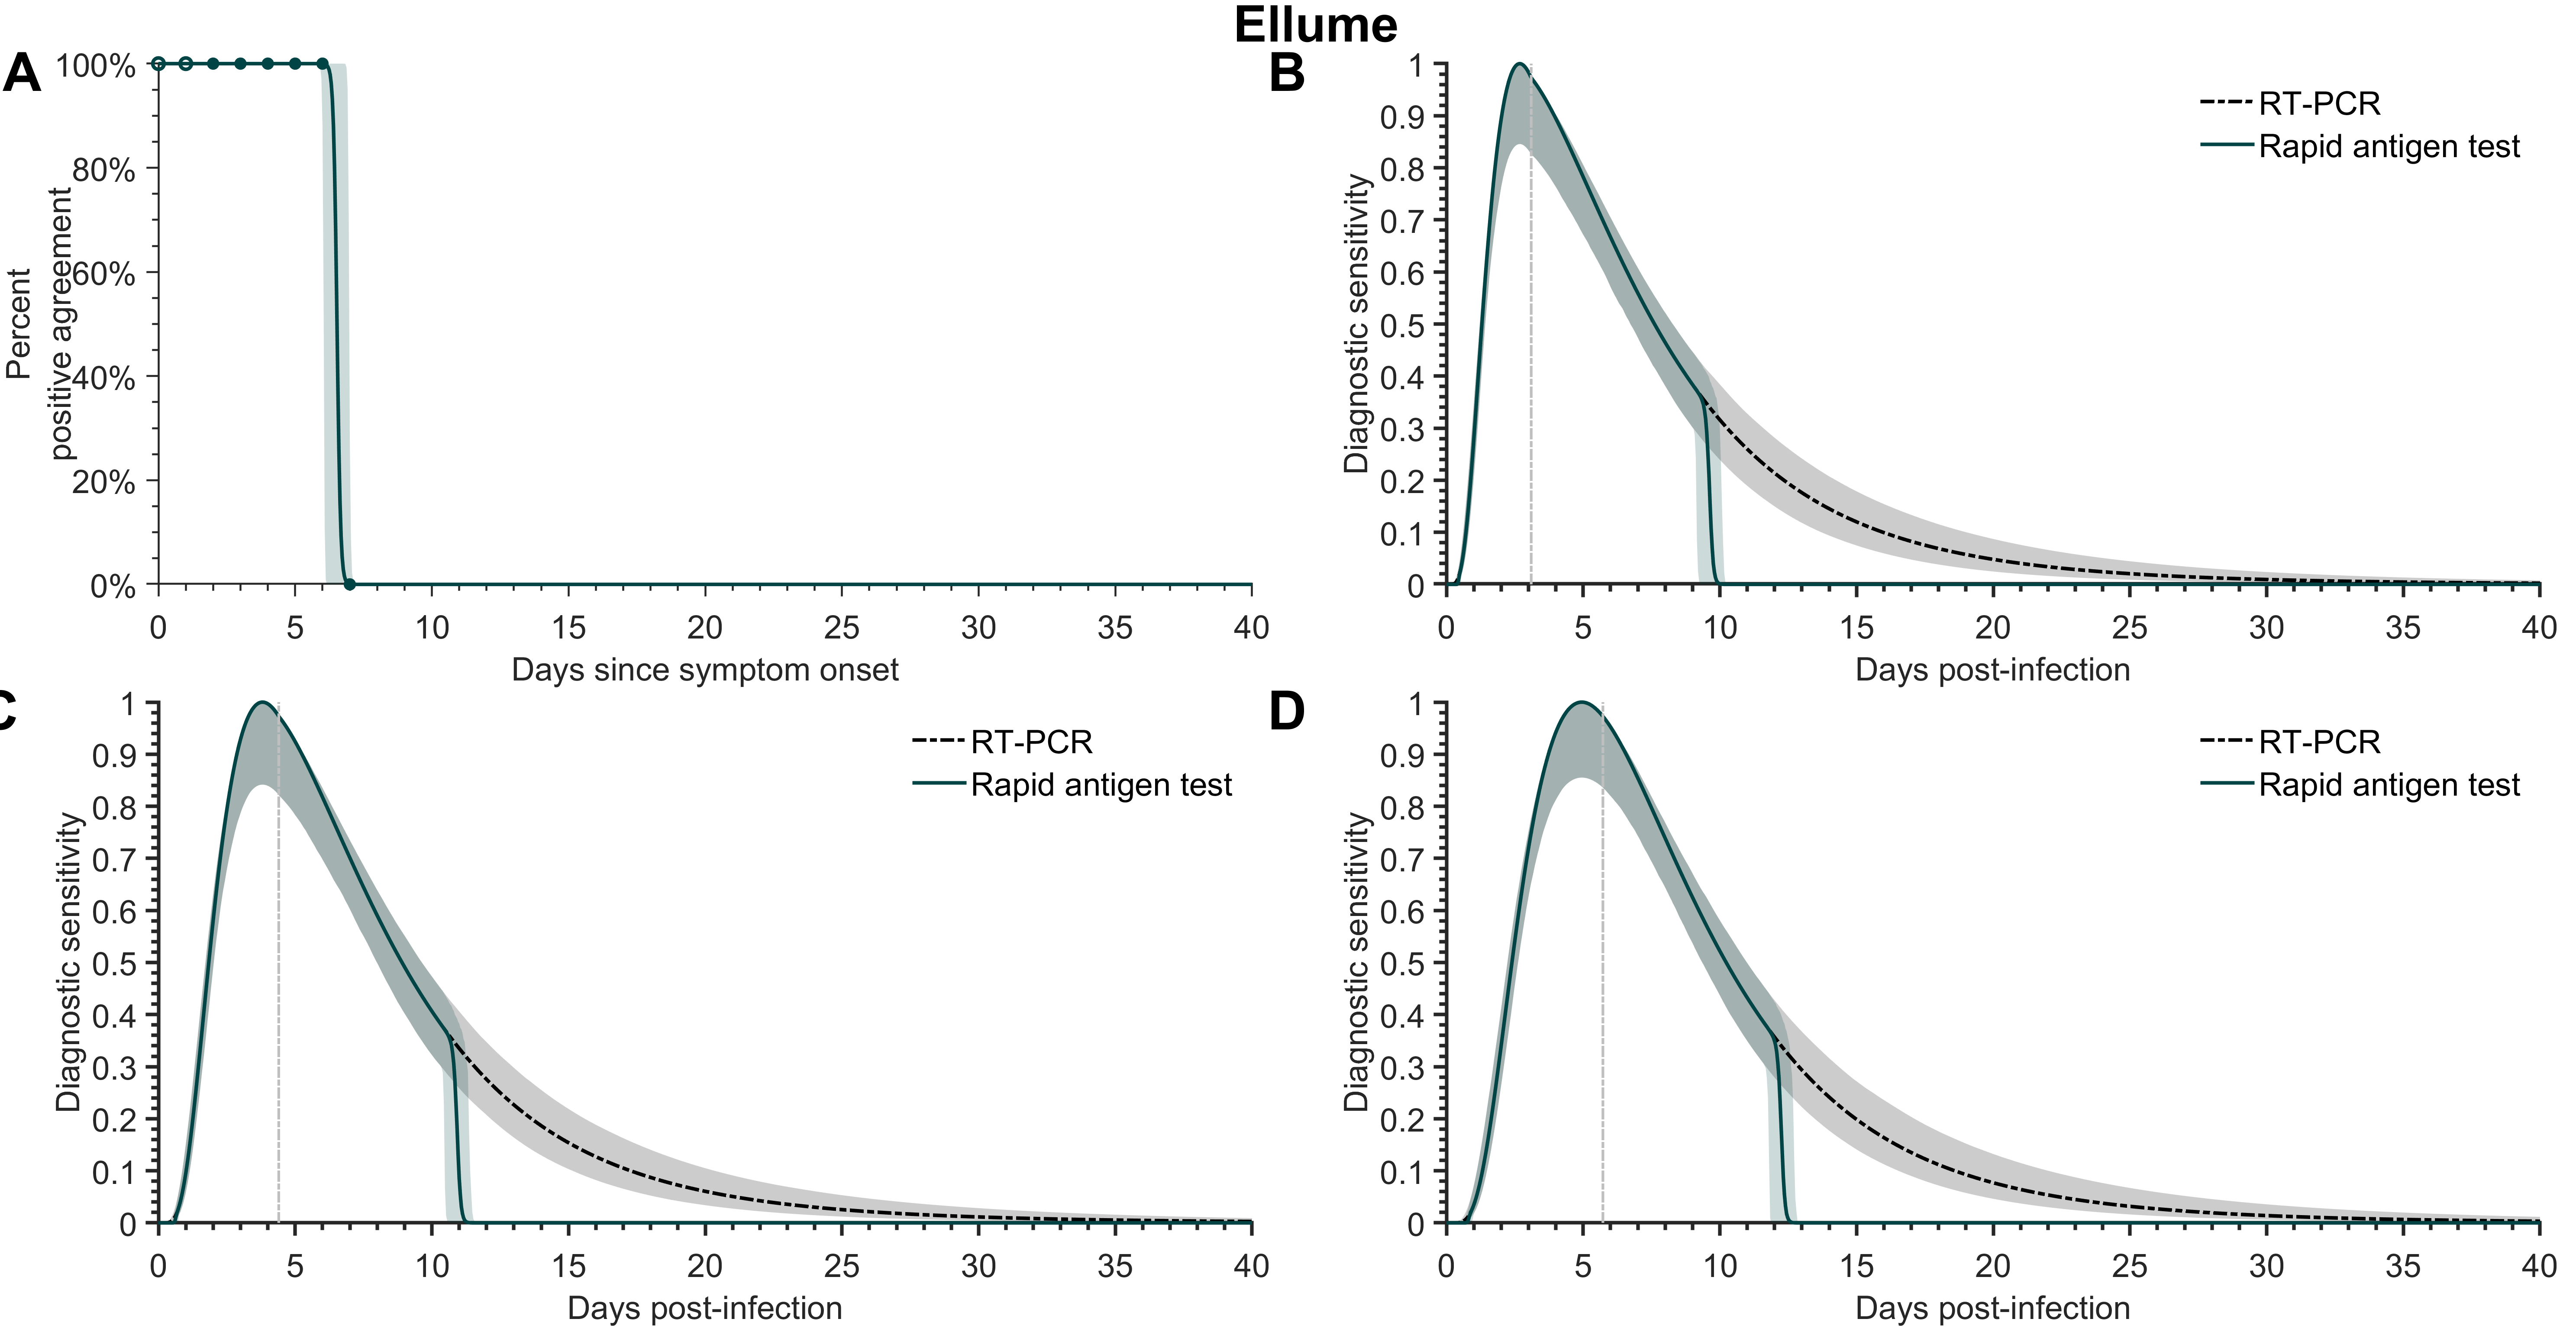 Ellume
A
100%
80%
60%
40%
20%
0%
Percent
positive agreement
0 5 10 15 20 25 30 35 40
Days since symptom onset
B
1
0.9
0.8
0.7
0.6
0.5
0.4
0.3
0.2
0.1
0
Diagnostic sensitivity
RT-PCR
Rapid antigen test
0 5 10 15 20 25 30 35 40
Days post-infection
C
1
0.9
0.8
0.7
0.6
0.5
0.4
0.3
0.2
0.1
0
Diagnostic sensitivity
RT-PCR
Rapid antigen test
0 5 10 15 20 25 30 35 40
Days post-infection
D
1
0.9
0.8
0.7
0.6
0.5
0.4
0.3
0.2
0.1
0
Diagnostic sensitivity
RT-PCR
Rapid antigen test
0 5 10 15 20 25 30 35 40
Days post-infection